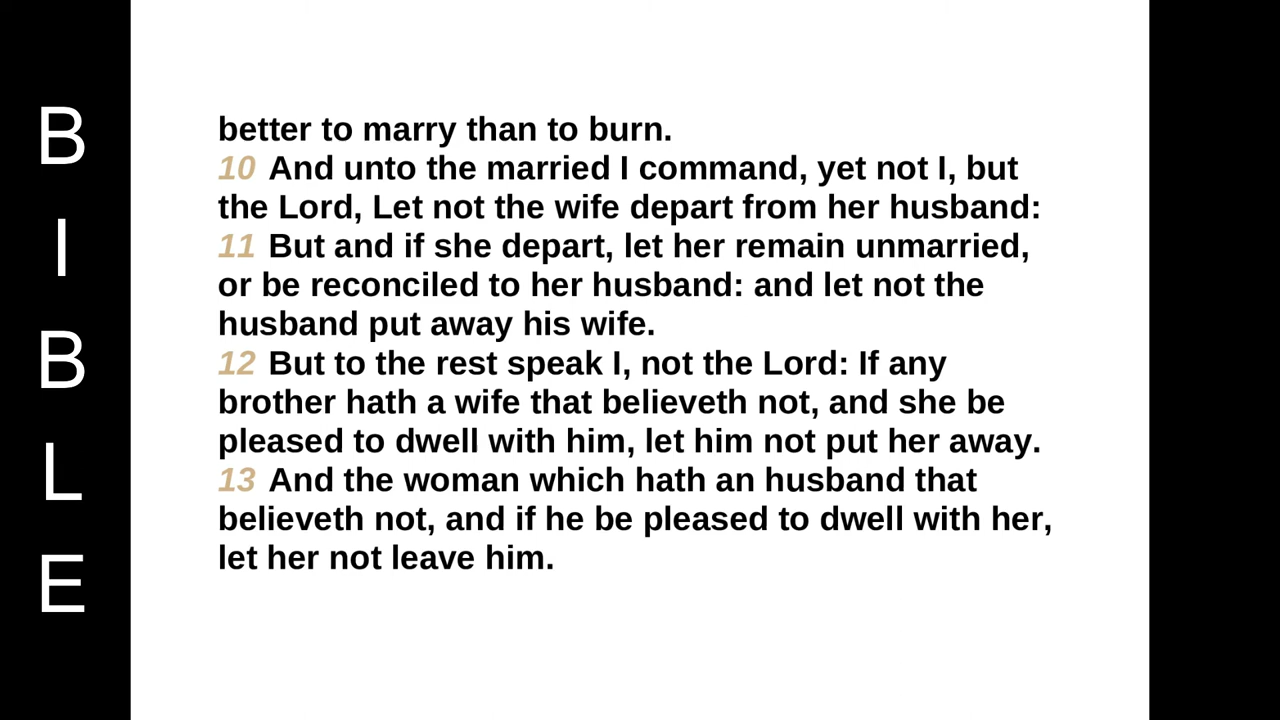 BIBLE
better to marry than to burn.
10 And unto the married I command, yet not I, but
the Lord, Let not the wife depart from her husband:
11 But and if she depart, let her remain unmarried,
or be reconciled to her husband: and let not the
husband put away his wife.
12 But to the rest speak I, not the Lord: If any
brother hath a wife that believeth not, and she be
pleased to dwell with him, let him not put her away.
13 And the woman which hath an husband that
believeth not, and if he be pleased to dwell with her,
let her not leave him.